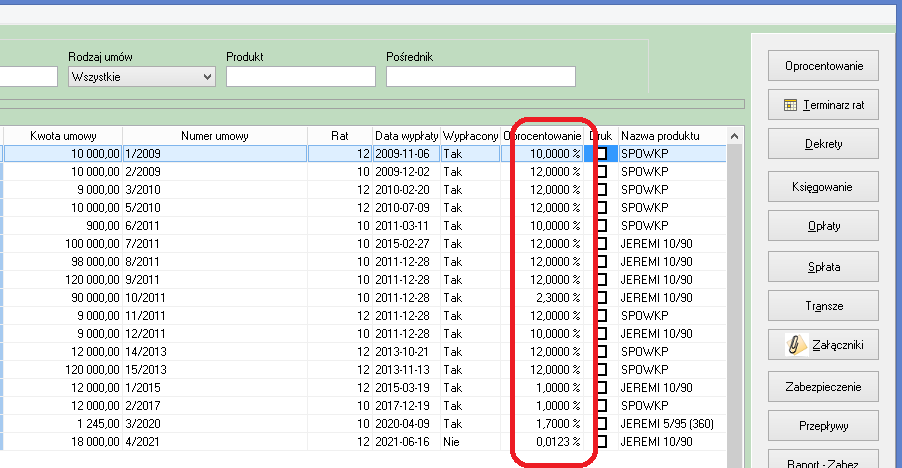 Rodzaj umów Produkt Pośrednik
Wszystkie
Kwota umowy Numer umowy Rat Data wypłaty Wypłacony Oprocentowanie Druk Nazwa produktu
10 000,00 1/2009 12 2009-11-06 Tak 10,0000 % SPOWKP
10 000,00 2/2009 10 2009-12-02 Tak 12,0000 % SPOWKP
9 000,00 3/2010 12 2010-02-20 Tak 12,0000 % SPOWKP
10 000,00 5/2010 10 2010-07-09 Tak 12,0000 % SPOWKP
900,00 6/2011 10 2011-03-11 Tak 10,0000 % SPOWKP
100 000,00 7/2011 12 2015-02-27 Tak 12,0000 % JEREMI 10/90
98 000,00 8/2011 10 2011-12-28 Tak 12,0000 % JEREMI 10/90
120 000,00 9/2011 10 2011-12-28 Tak 12,0000 % JEREMI 10/90
90 000,00 10/2011 10 2011-12-28 Tak 2,3000 % JEREMI 10/90
9 000,00 11/2011 10 2011-12-28 Tak 12,0000 % SPOWKP
9 000,00 12/2011 10 2011-12-28 Tak 10,0000 % JEREMI 10/90
12 000,00 14/2013 12 2013-10-21 Tak 12,0000 % SPOWKP
120 000,00 15/2013 12 2013-11-13 Tak 12,0000 % SPOWKP
12 000,00 1/2015 12 2015-03-19 Tak 1,0000 % JEREMI 10/90
12 000,00 2/2017 10 2017-12-19 Tak 1,0000 % SPOWKP
1 245,00 3/2020 10 2020-04-09 Tak 1,7000 % JEREMI 5/95 (360)
18 000,00 4/2021 12 2021-06-16 Nie 0,0123 % JEREMI 10/90
Oprocentowanie
Terminarz rat
Dekrety
Księgowanie
Opłaty
Spłata
Transze
Załączniki
Zabezpieczenie
Przepływy
Raport - Zabez.